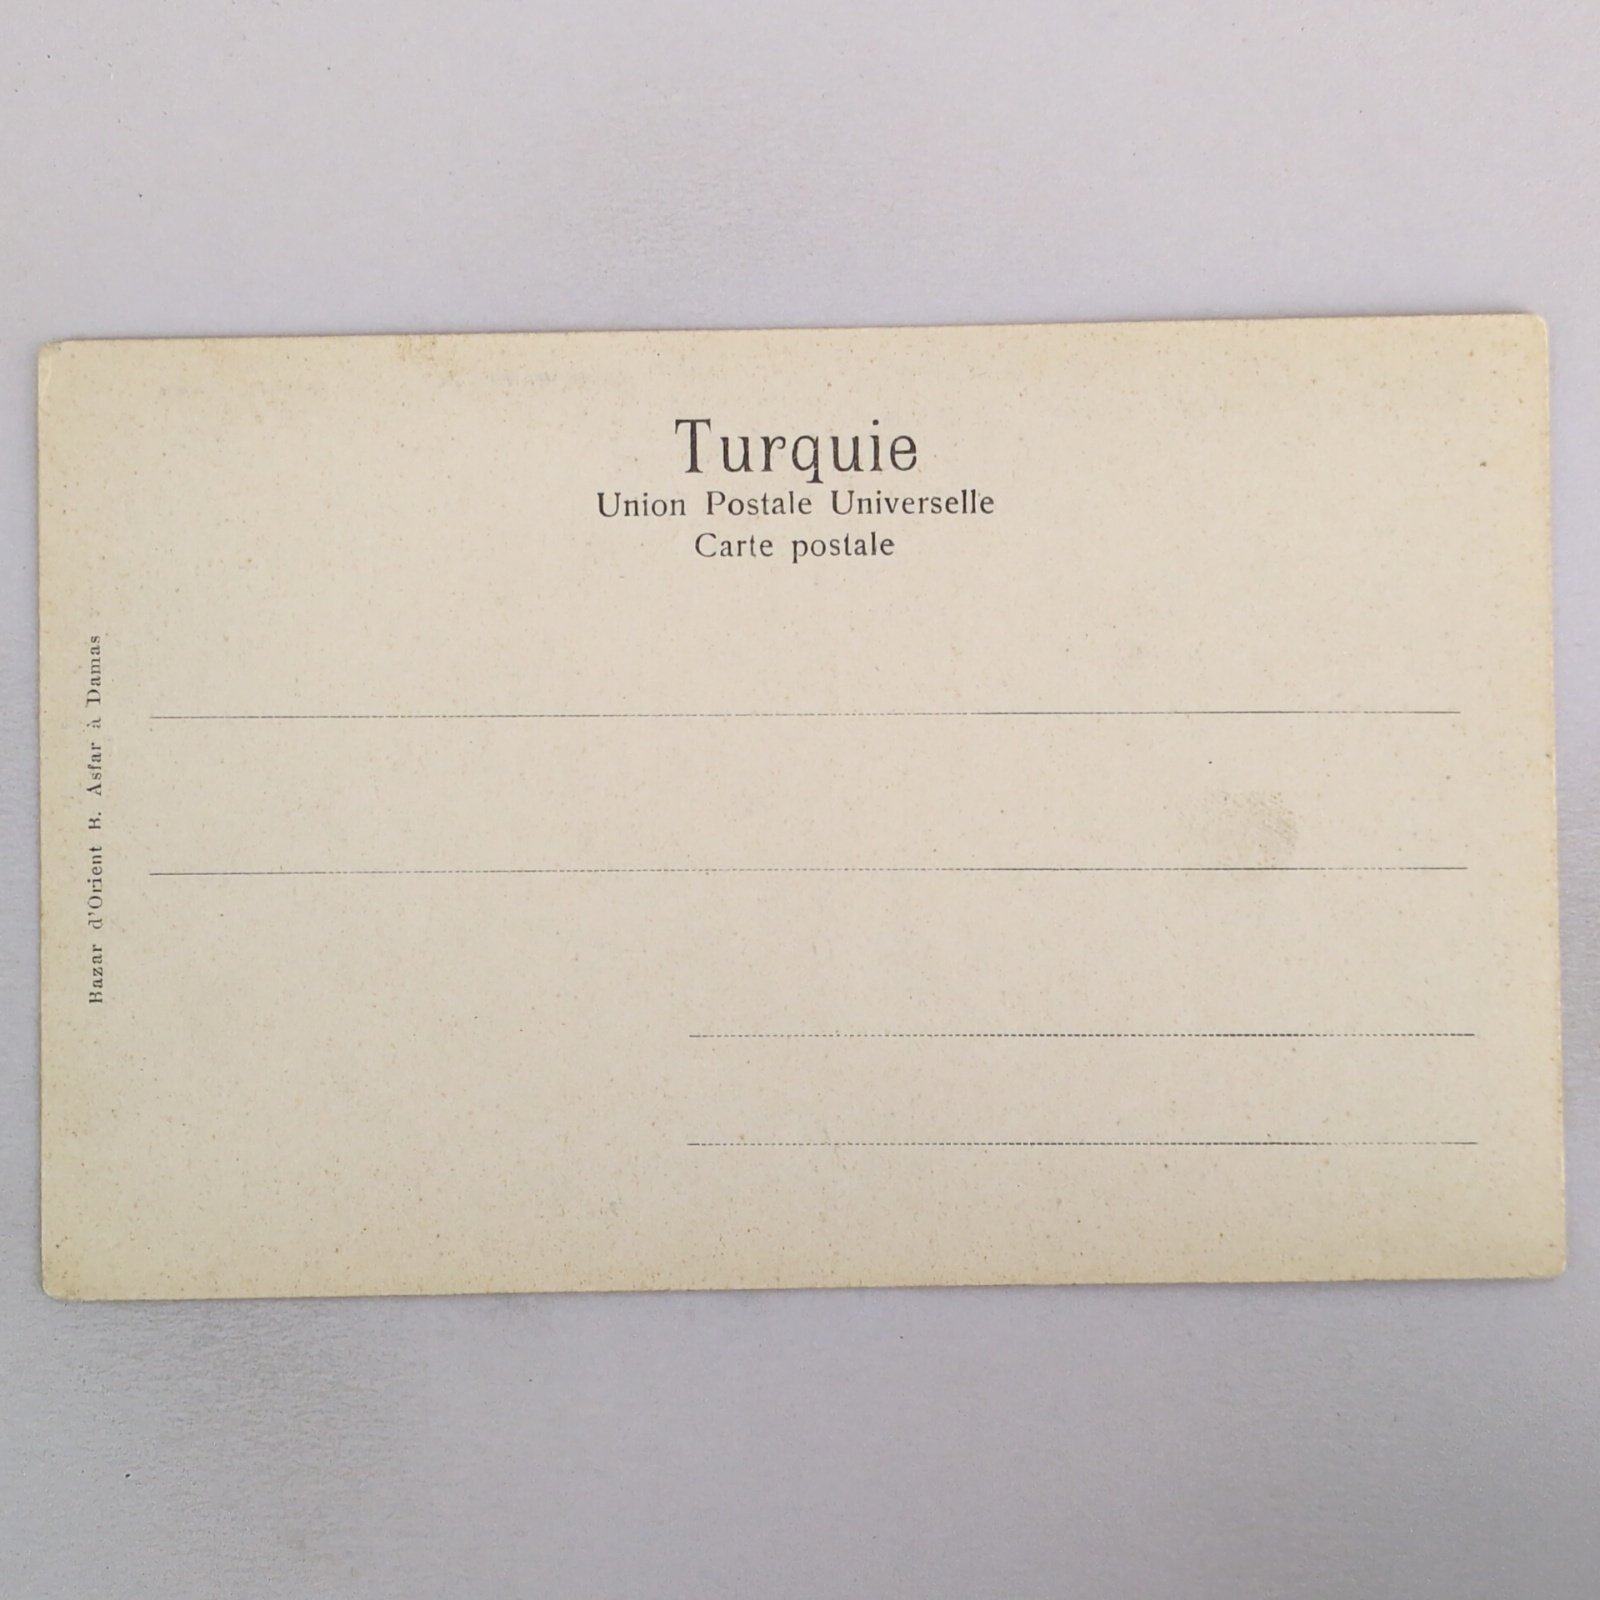 Turquie
Union Postale Universelle
Carte postale
Bazar d'Orient B. Asfar à Damas